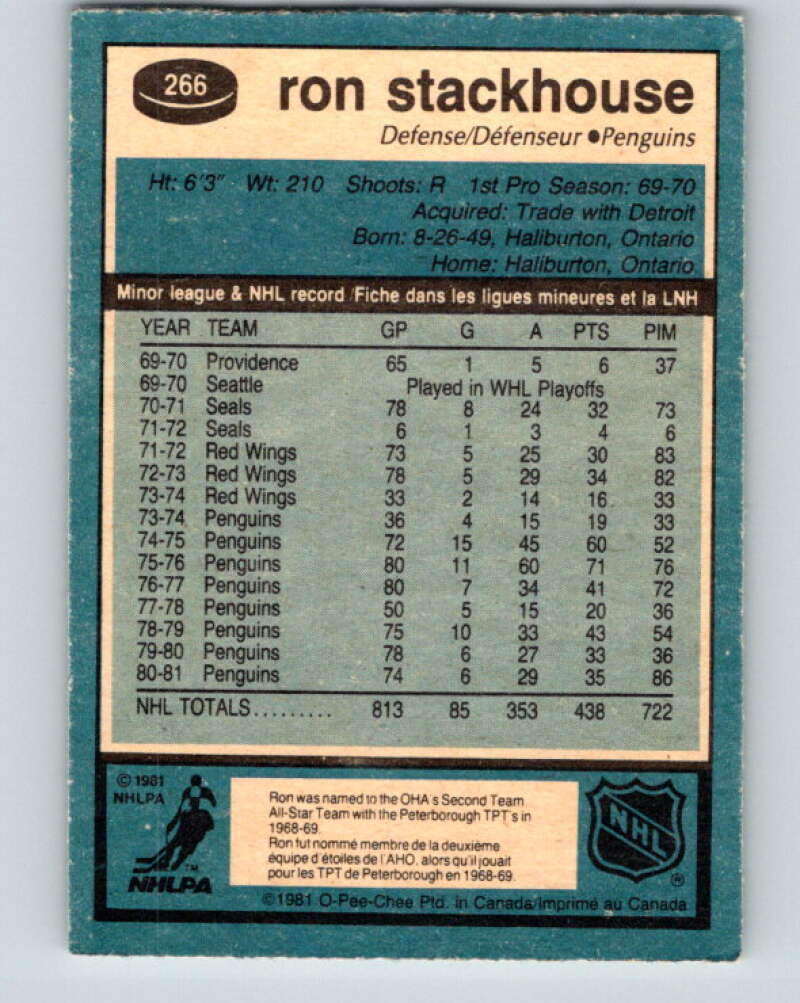 266
ron stackhouse
Defense/Défenseur ●Penguins
Ht: 6'3" Wt: 210 Shoots: R 1st Pro Season: 69-70
Acquired: Trade with Detroit
Born: 8-26-49, Haliburton, Ontario
Home: Haliburton, Ontario
Minor league & NHL record/Fiche dans les ligues mineures et la LNH
YEAR TEAM GP G A PTS PIM
69-70 Providence 65 1 5 6 37
69-70 Seattle Played in WHL Playoffs
70-71 Seals 78 8 24 32 73
71-72 Seals 6 1 3 4 6
71-72 Red Wings 73 5 25 30 83
72-73 Red Wings 78 5 29 34 82
73-74 Red Wings 33 2 14 16 33
73-74 Penguins 36 4 15 19 33
74-75 Penguins 72 15 45 60 52
75-76 Penguins 80 11 60 71 76
76-77 Penguins 80 7 34 41 72
77-78 Penguins 50 5 15 20 36
78-79 Penguins 75 10 33 43 54
79-80 Penguins 78 6 27 33 36
80-81 Penguins 74 6 29 35 86
NHL TOTALS......... 813 85 353 438 722
© 1981
NHLPA
Ron was named to the OHA's Second Team
All-Star Team with the Peterborough TPT's in
1968-69.
Ron fut nommé membre de la deuxième
équipe d'étoiles de l'AHO, alors qu'il jouait
pour les TPT de Peterborough en 1968-69.
NHL
®
TM
NHLPA
©1981 O-Pee-Chee Ptd. in Canada/Imprimé au Canada